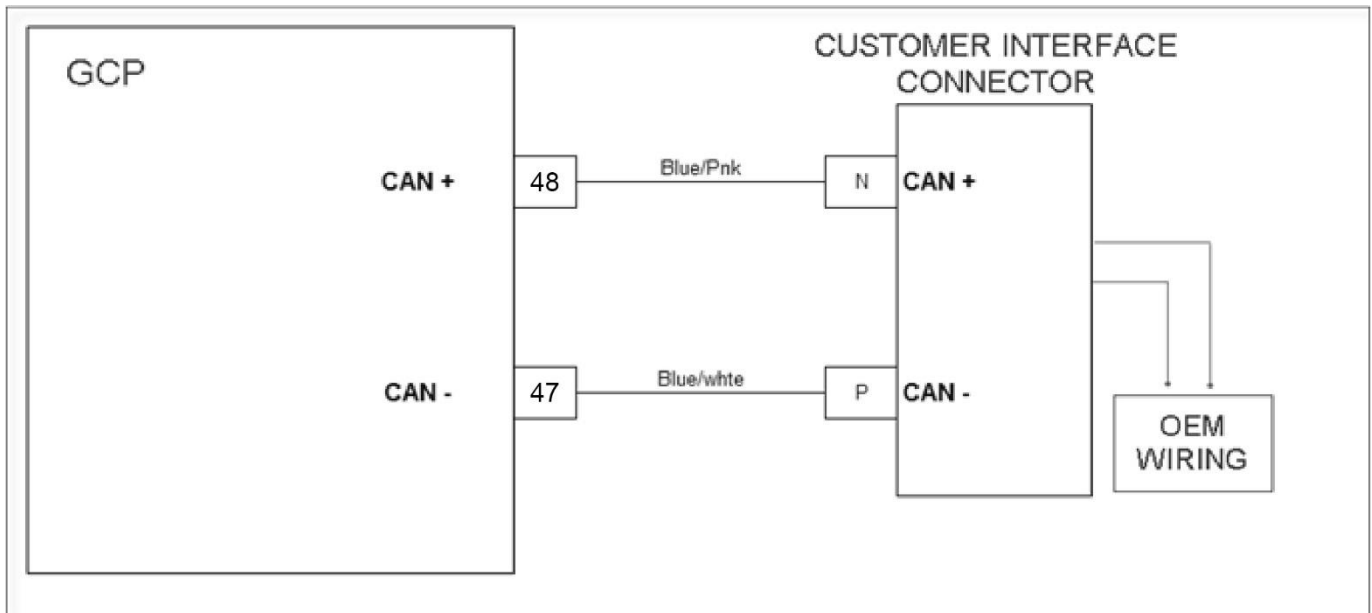 GCP
CUSTOMER INTERFACE
CONNECTOR
CAN + 48 Blue/Pnk N CAN +
CAN - 47 Blue/whte P CAN -
OEM
WIRING